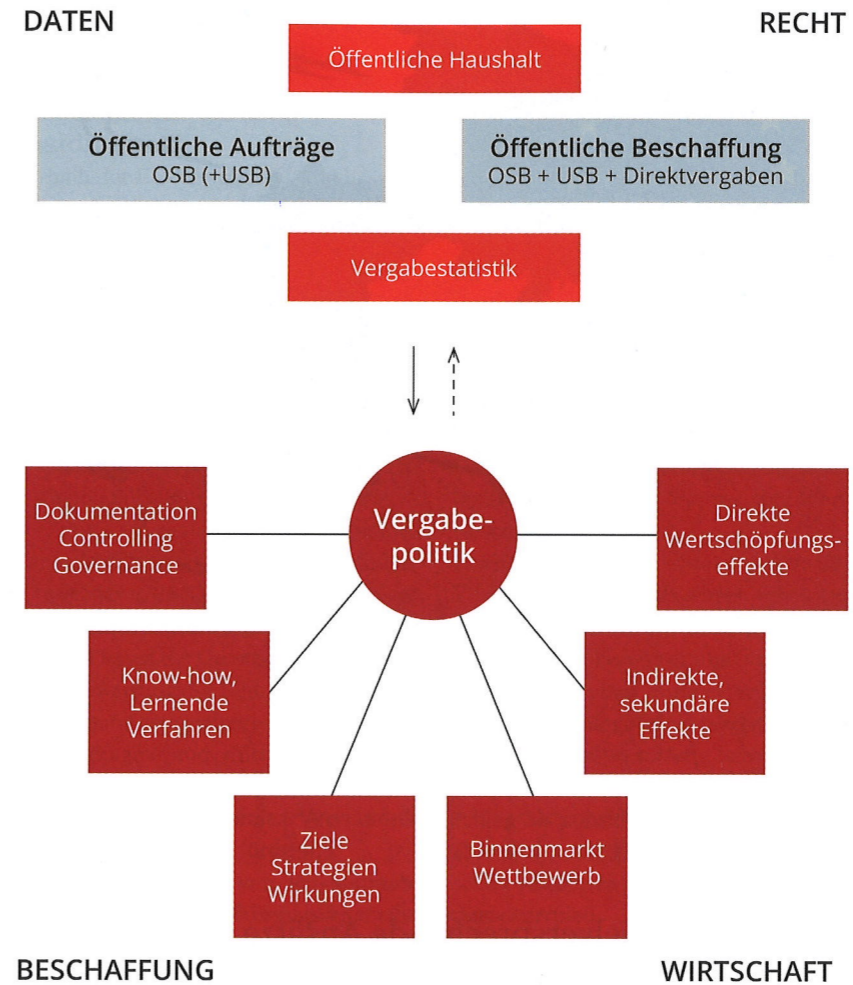 DATEN
RECHT
Öffentliche Haushalt
Öffentliche Aufträge
OSB (+USB)
Öffentliche Beschaffung
OSB + USB + Direktvergaben
Vergabestatistik
Vergabe-
politik
Dokumentation
Controlling
Governance
Direkte
Wertschöpfungs-
effekte
Know-how,
Lernende
Verfahren
Indirekte,
sekundäre
Effekte
Ziele
Strategien
Wirkungen
Binnenmarkt
Wettbewerb
BESCHAFFUNG
WIRTSCHAFT